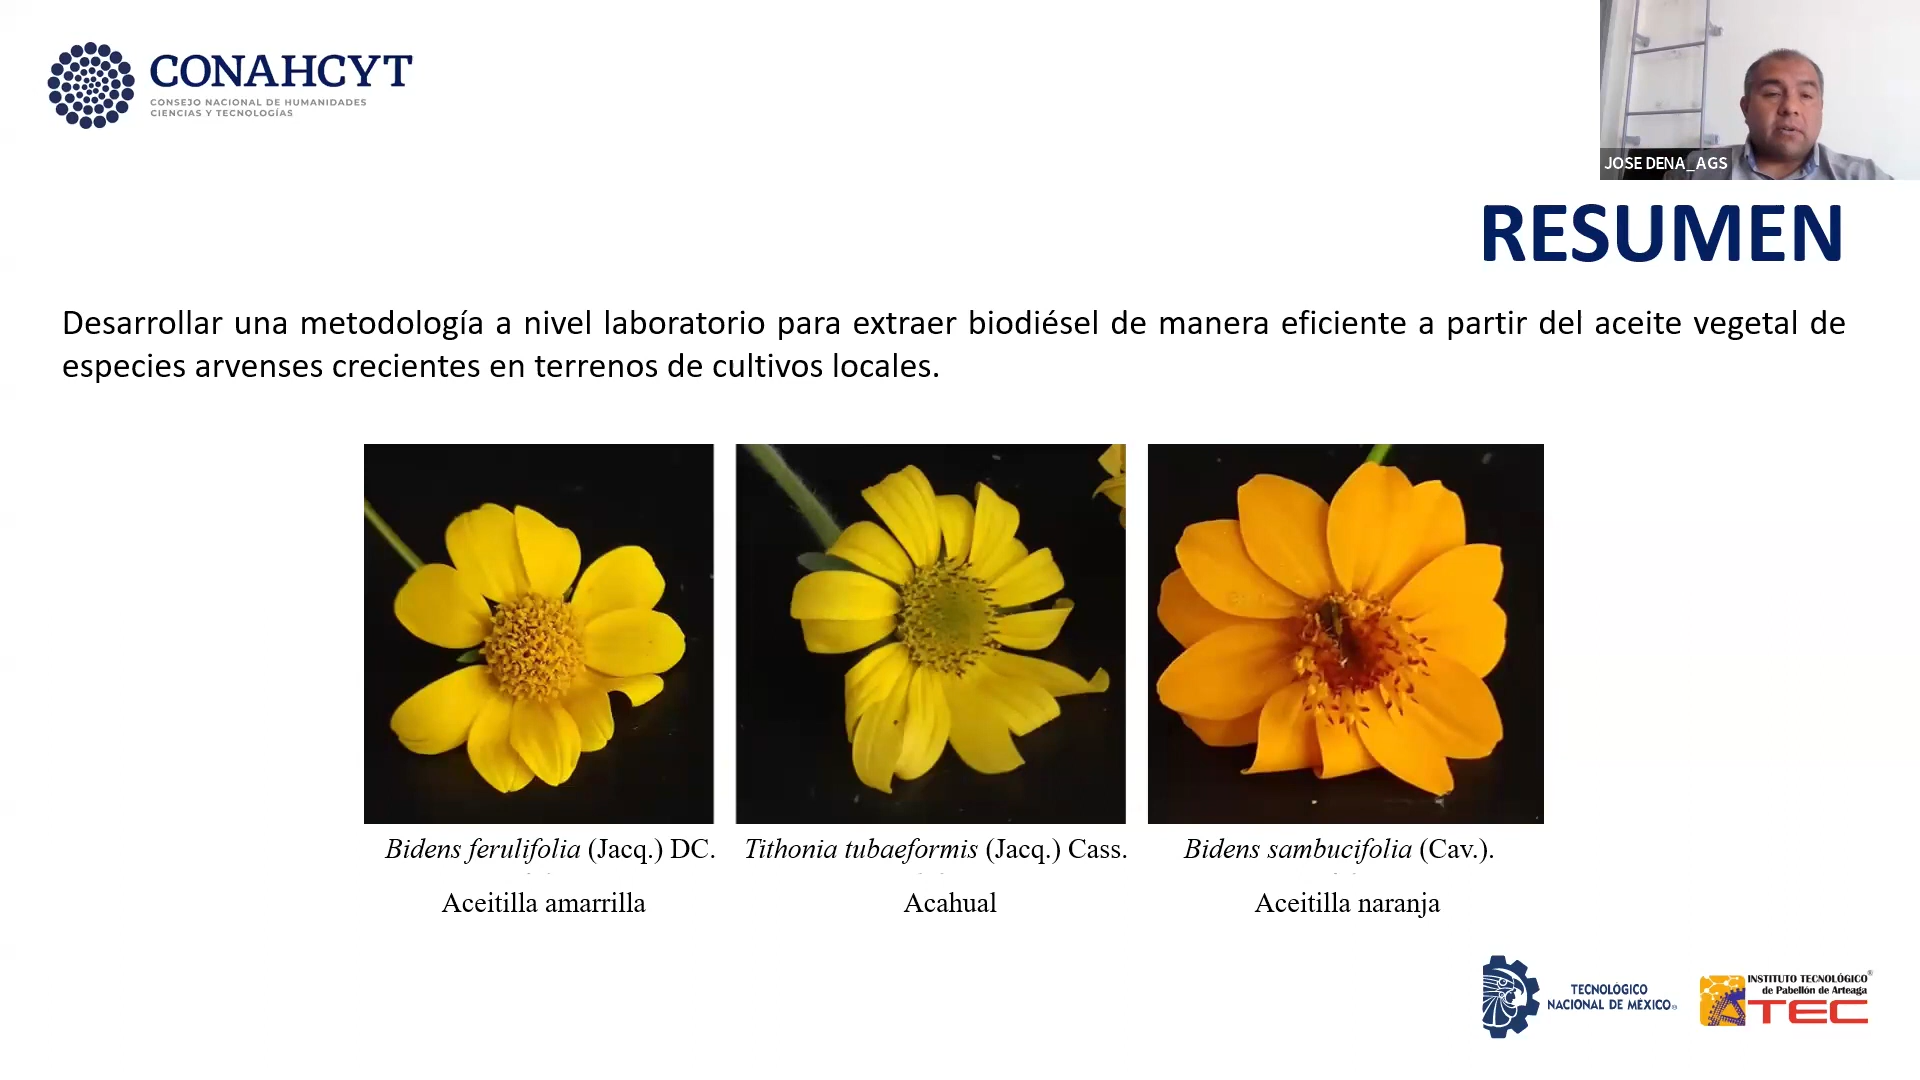 CONAHCYT
CONSEJO NACIONAL DE HUMANIDADES
CIENCIAS Y TECNOLOGÍAS
JOSE DENA_AGS
RESUMEN
Desarrollar una metodología a nivel laboratorio para extraer biodiésel de manera eficiente a partir del aceite vegetal de
especies arvenses crecientes en terrenos de cultivos locales.
Bidens ferulifolia (Jacq.) DC.
Tithonia tubaeformis (Jacq.) Cass.
Bidens sambucifolia (Cav.).
Aceitilla amarrilla
Acahual
Aceitilla naranja
TECNOLÓGICO
NACIONAL DE MÉXICO®
INSTITUTO TECNOLÓGICO®
de Pabellón de Arteaga
TEC